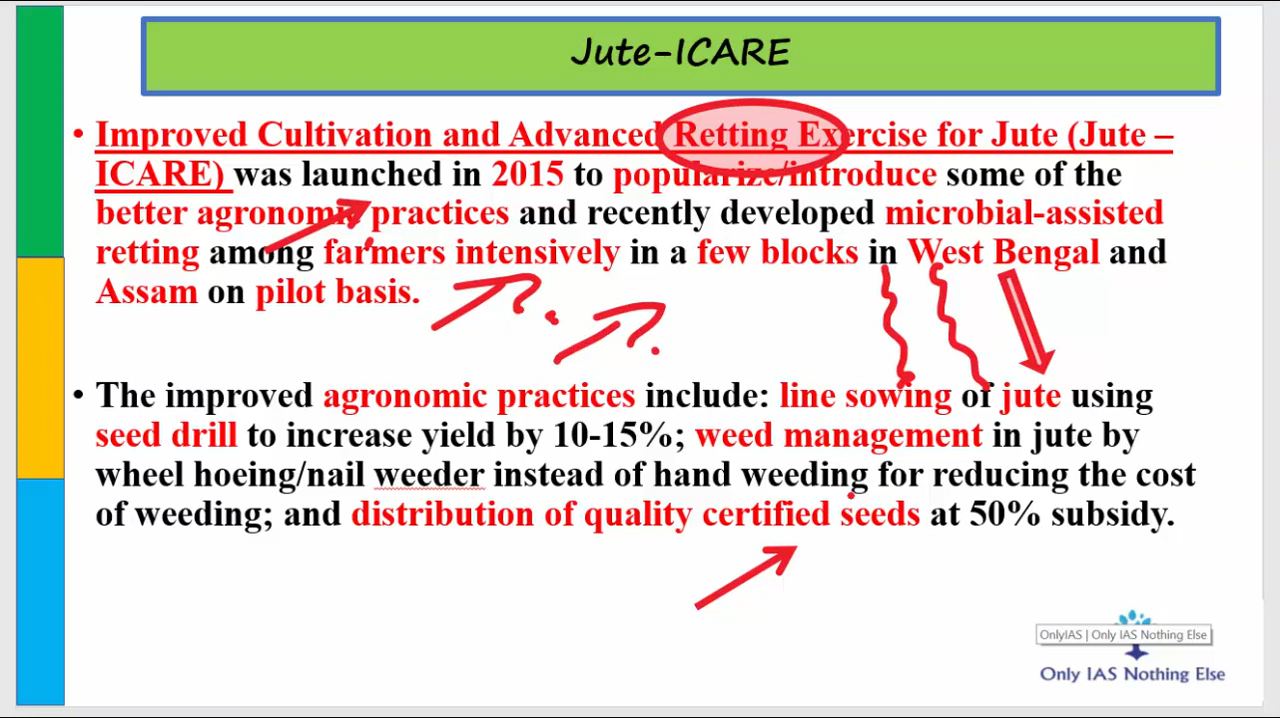 Jute-ICARE
• Improved Cultivation and Advanced Retting Exercise for Jute (Jute –
ICARE) was launched in 2015 to popularize/introduce some of the
better agronomic practices and recently developed microbial-assisted
retting among farmers intensively in a few blocks in West Bengal and
Assam on pilot basis.
• The improved agronomic practices include: line sowing of jute using
seed drill to increase yield by 10-15%; weed management in jute by
wheel hoeing/nail weeder instead of hand weeding for reducing the cost
of weeding; and distribution of quality certified seeds at 50% subsidy.
OnlyIAS | Only IAS Nothing Else
Only IAS Nothing Else